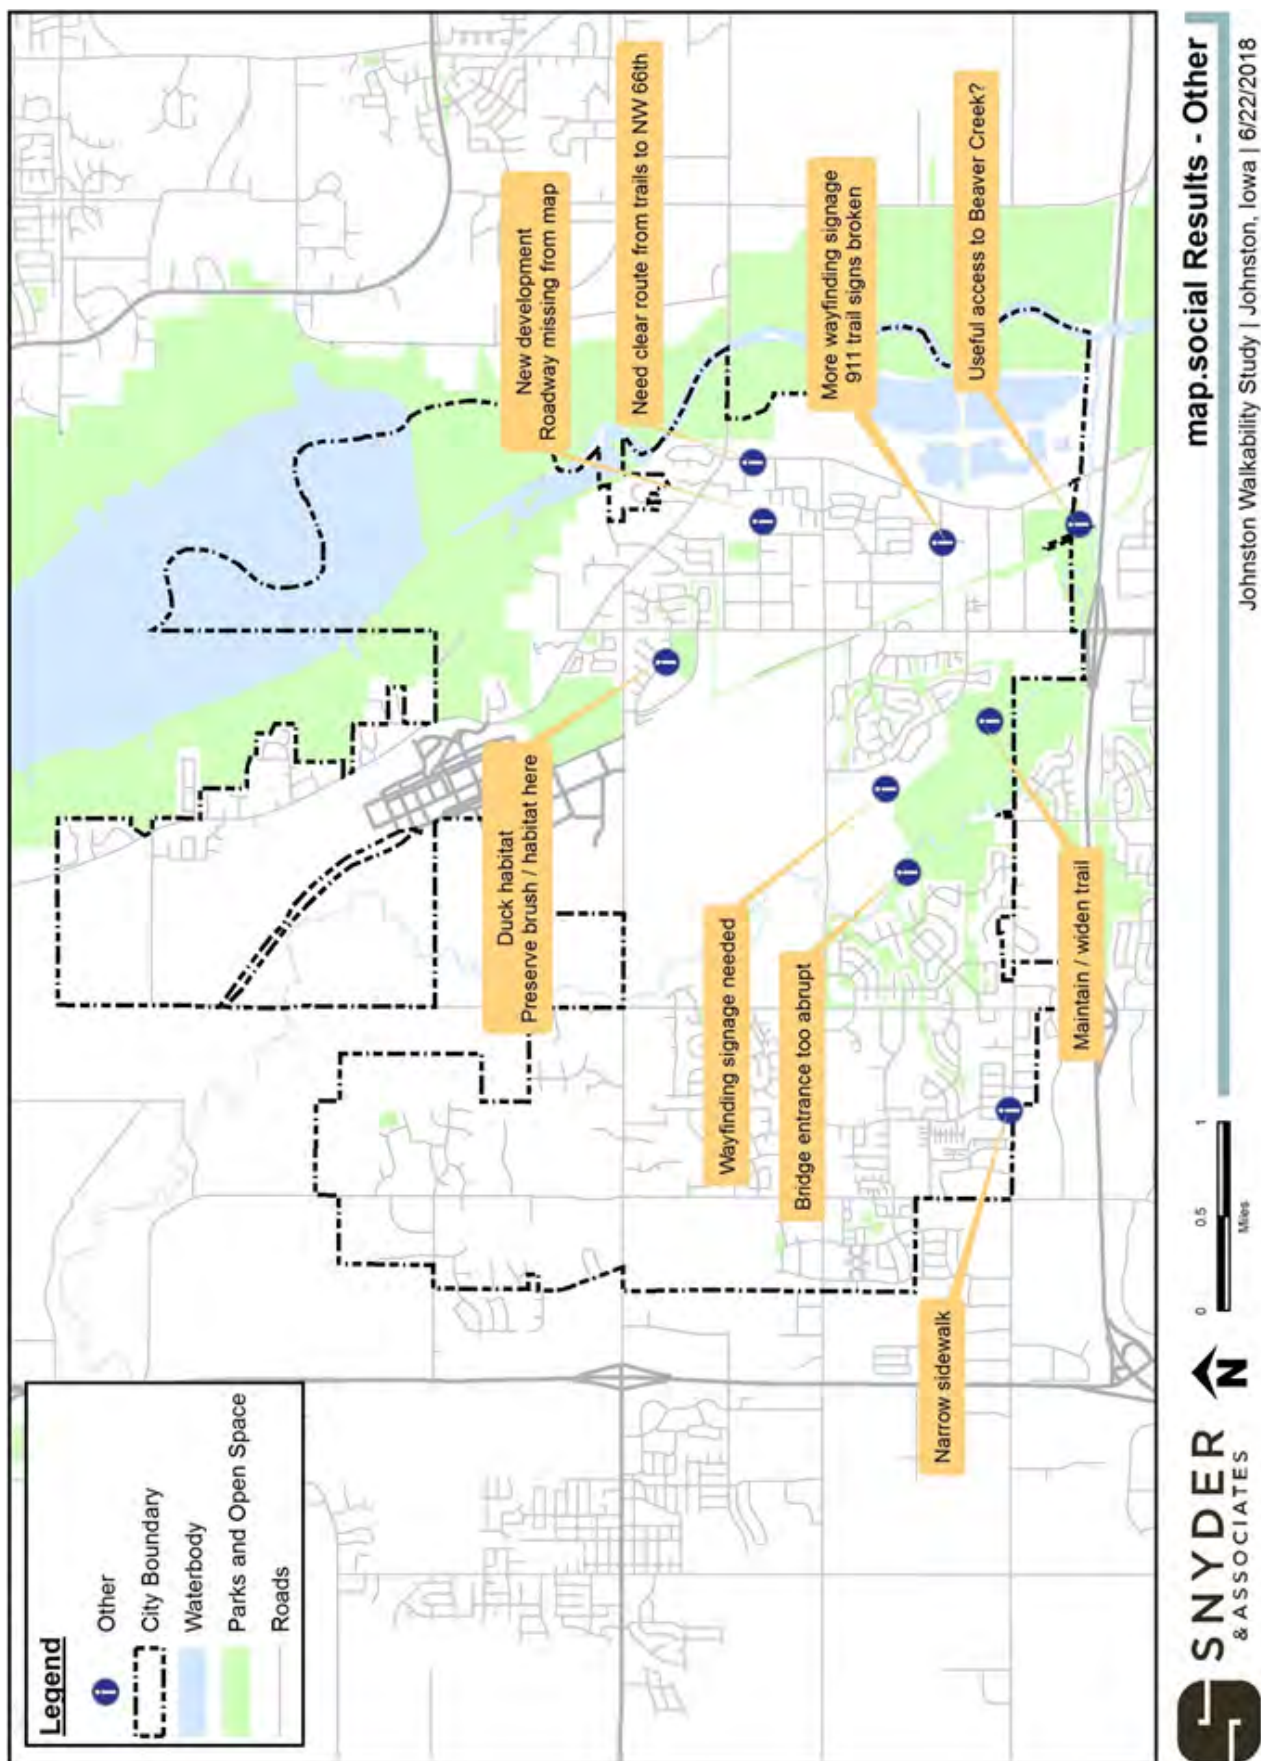 Legend
Other
City Boundary
Waterbody
Parks and Open Space
Roads
New development
Roadway missing from map
Need clear route from trails to NW 66th
Duck habitat
Preserve brush / habitat here
More wayfinding signage
911 trail signs broken
Useful access to Beaver Creek?
Wayfinding signage needed
Bridge entrance too abrupt
Maintain / widen trail
Narrow sidewalk
SNYDER
& ASSOCIATES
N
0 0.5 1
Miles
map.social Results - Other
Johnston Walkability Study | Johnston, Iowa | 6/22/2018